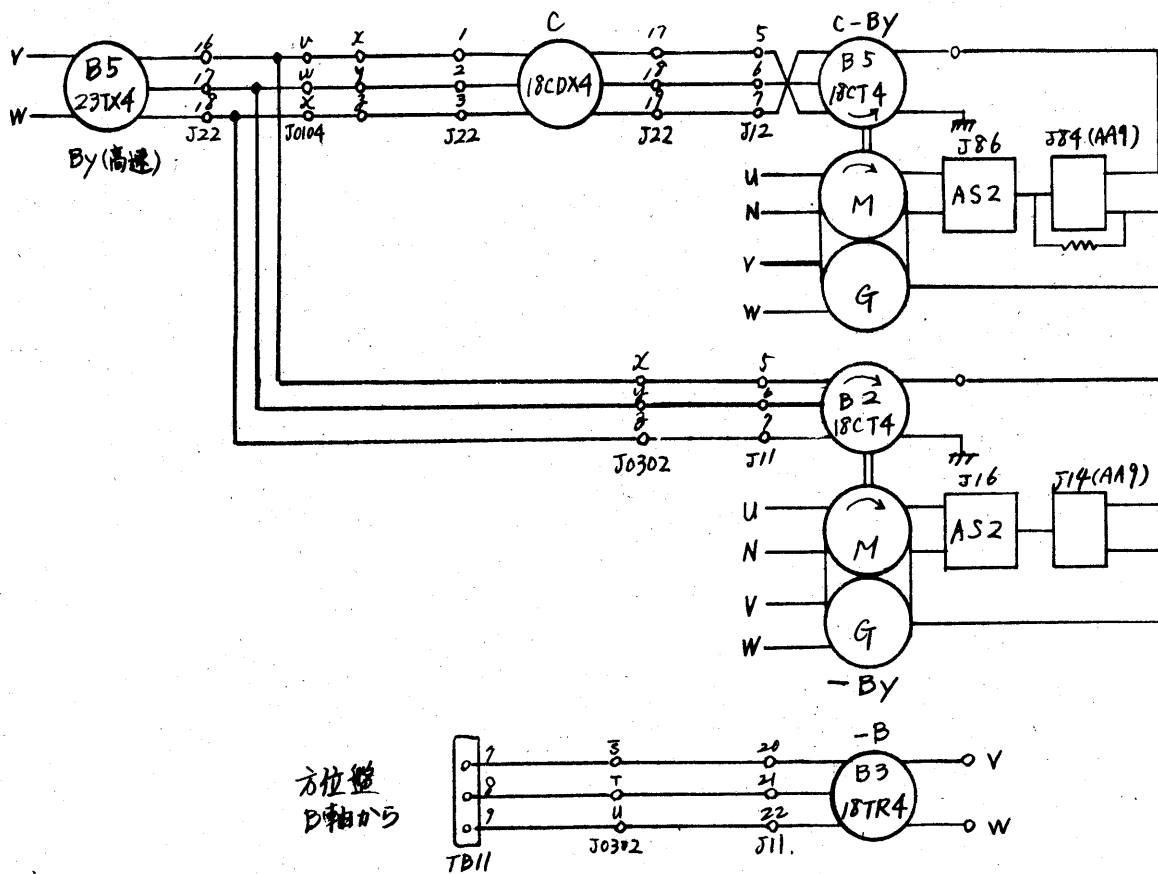 C
C-By
V
W
B5
23TX4
By(高速)
16
17
18
J22
u
w
x
J0104
x
y
z
1
2
3
J22
18CDX4
17
18
19
J22
5
6
7
J12
B5
18CT4
U
N
V
W
M
G
J86
AS2
J84(AA9)
x
y
z
J0302
5
6
7
J11
B2
18CT4
U
N
V
W
M
G
J16
AS2
J14(AA9)
-By
方位盤
B軸から
7
8
9
TB11
S
T
U
J0302
20
21
22
J11.
-B
B3
18TR4
V
W